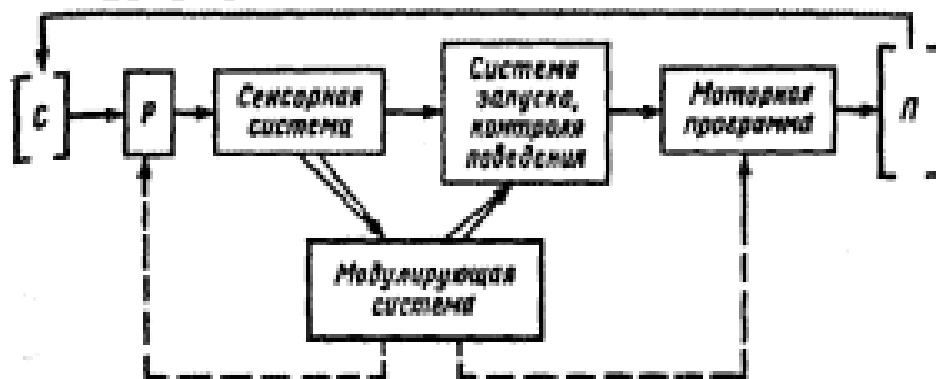 С
Р
Сенсорная
система
Система
запуска,
контроля
поведения
Моторная
программа
П
Модулирующая
система